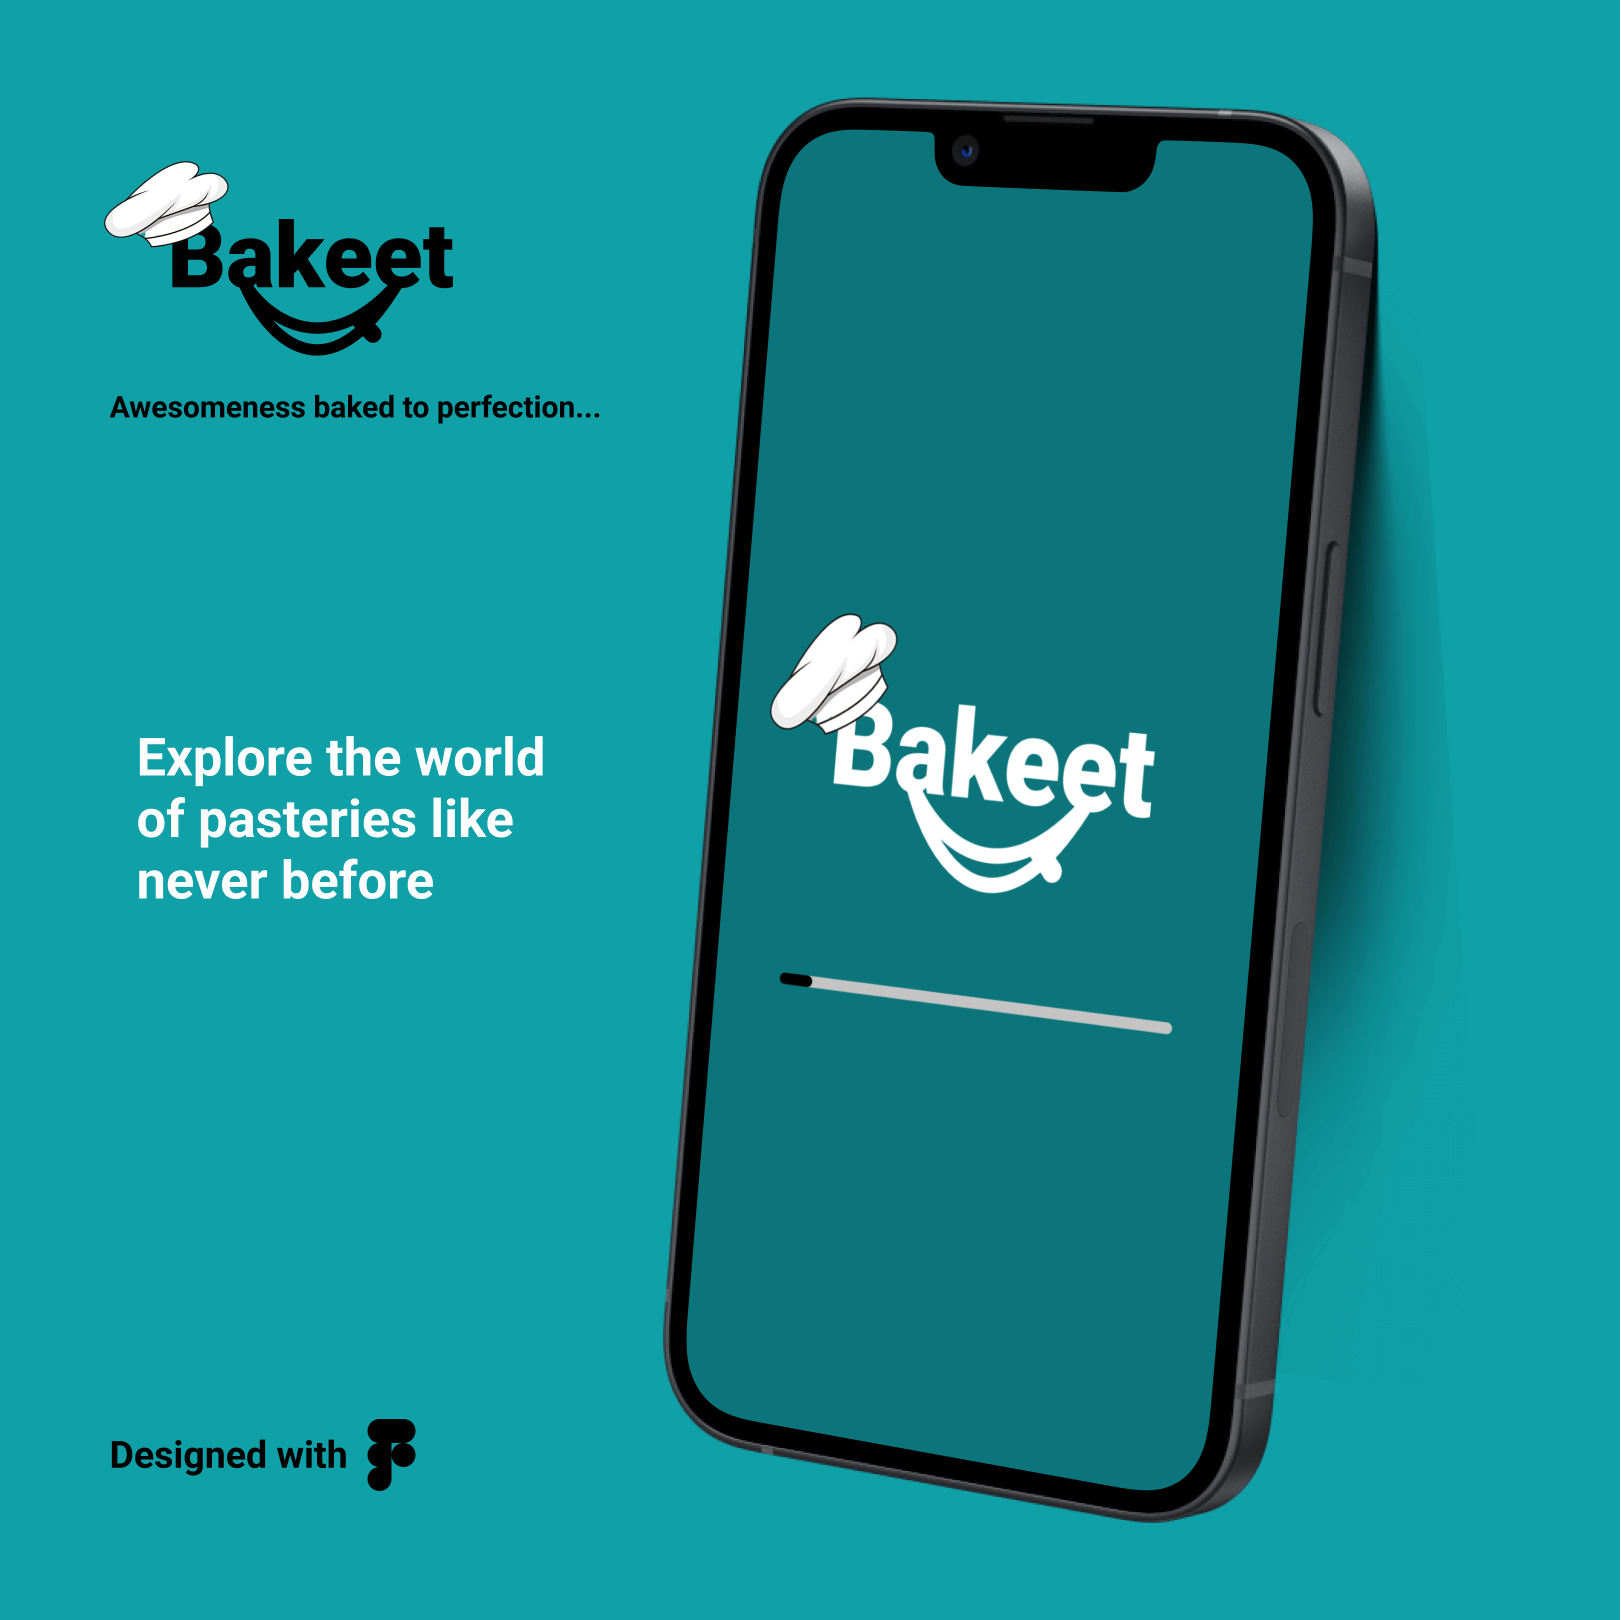 Bakeet
Awesomeness baked to perfection...
Explore the world
of pasteries like
never before
Bakeet
Designed with